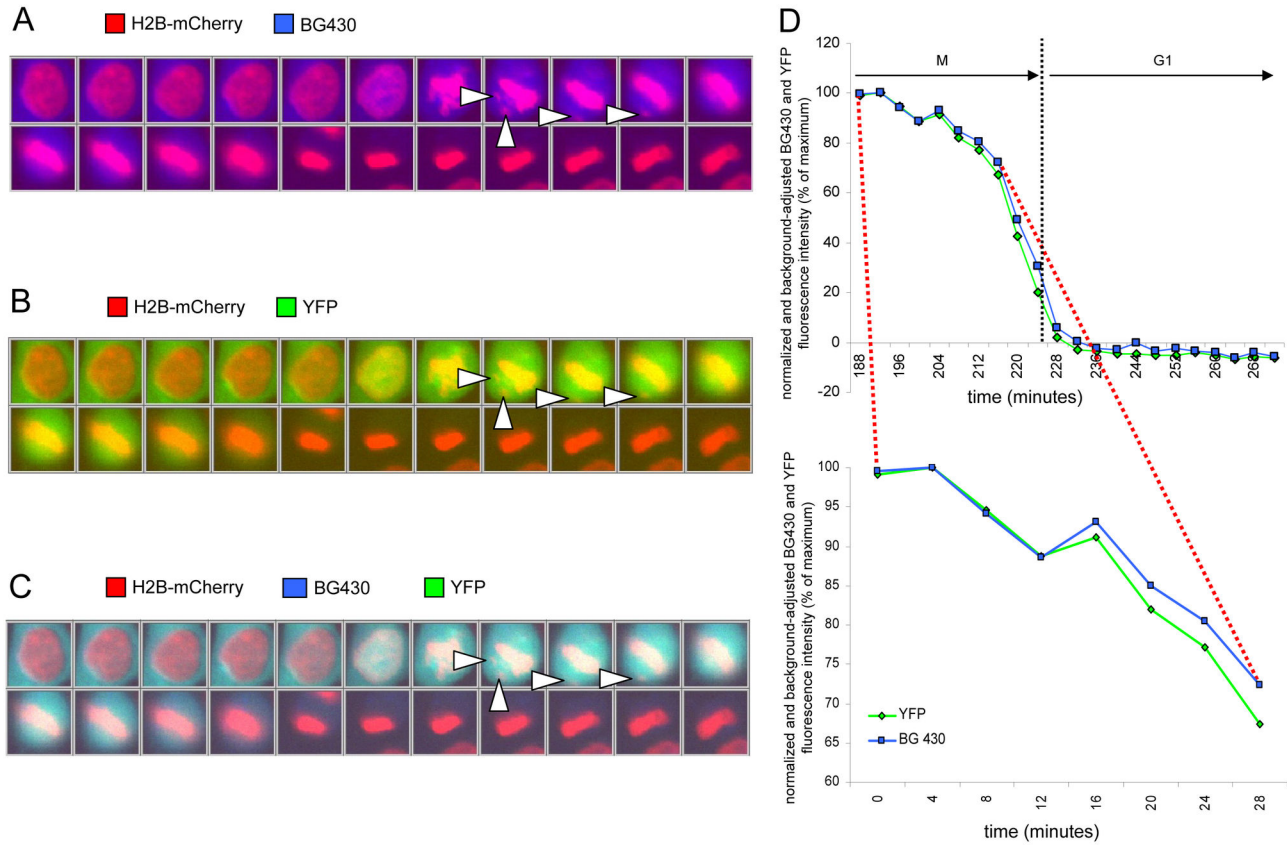 A
H2B-mCherry
BG430
B
H2B-mCherry
YFP
C
H2B-mCherry
BG430
YFP
D
normalized and background-adjusted BG430 and YFP
fluorescence intensity (% of maximum)
120
100
80
60
40
20
0
-20
M
G1
188
196
204
212
220
228
time (minutes)
normalized and background-adjusted BG430 and YFP
fluorescence intensity (% of maximum)
100
95
90
85
80
75
70
65
60
YFP
BG 430
0
4
8
12
16
20
24
28
time (minutes)